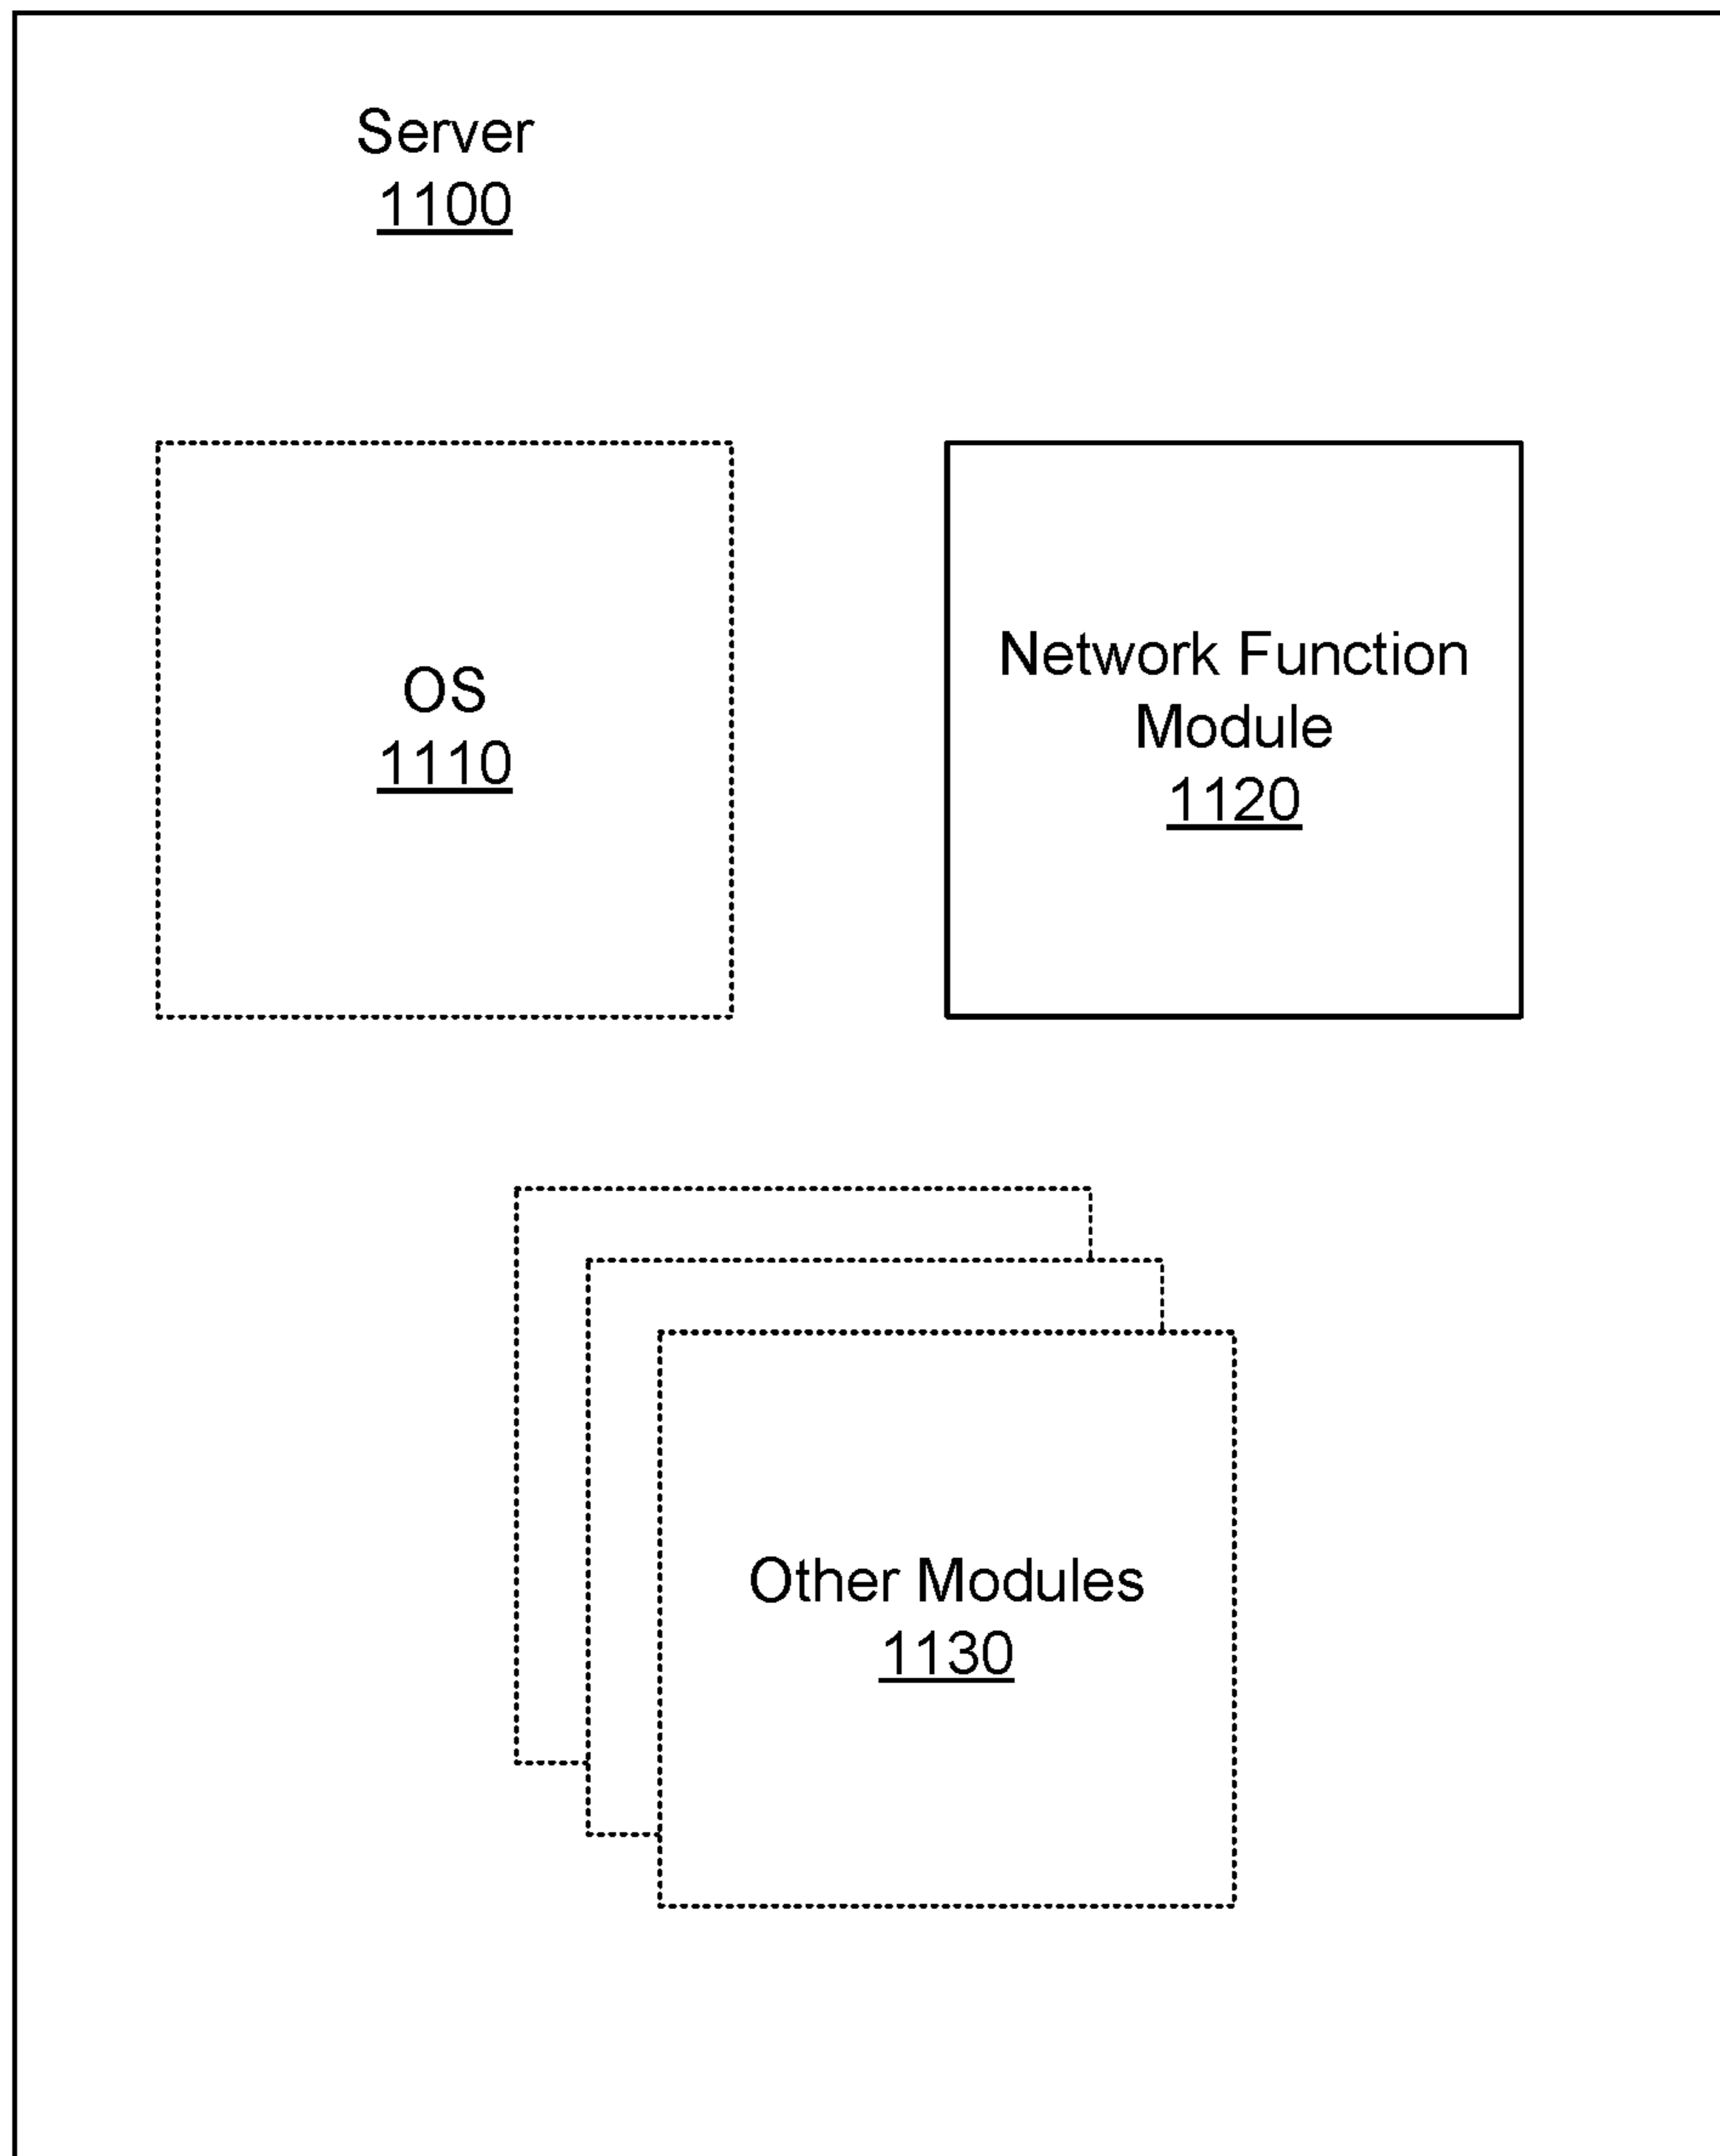 Server
1100
OS
1110
Network Function
Module
1120
Other Modules
1130